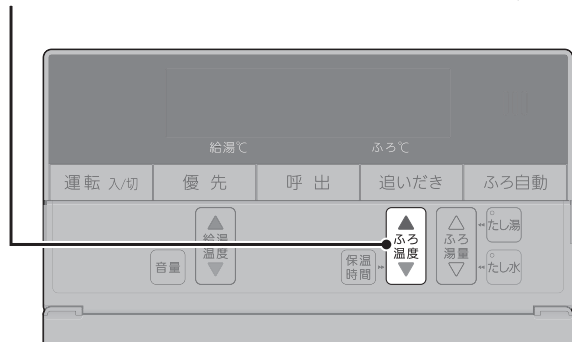 給湯℃ ふろ℃
運転 入/切 優先 呼出 追いだき ふろ自動
音量
給湯
温度
保温
時間
ふろ
温度
ふろ
湯量
たし湯
たし水